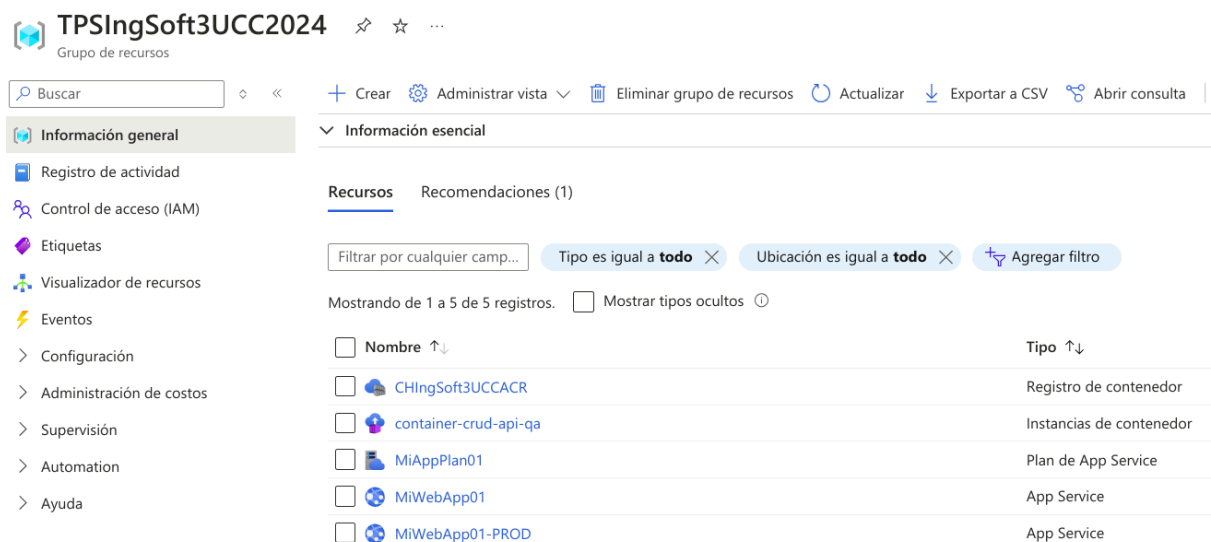 TPSIngSoft3UCC2024
Grupo de recursos
Buscar
Crear Administrar vista Eliminar grupo de recursos Actualizar Exportar a CSV Abrir consulta
Información general
Información esencial
Registro de actividad
Control de acceso (IAM)
Etiquetas
Visualizador de recursos
Eventos
Configuración
Administración de costos
Supervisión
Automation
Ayuda
Recursos Recomendaciones (1)
Filtrar por cualquier camp... Tipo es igual a todo Ubicación es igual a todo Agregar filtro
Mostrando de 1 a 5 de 5 registros. Mostrar tipos ocultos
Nombre Tipo
CHIngSoft3UCCACR Registro de contenedor
container-crud-api-qa Instancias de contenedor
MiAppPlan01 Plan de App Service
MiWebApp01 App Service
MiWebApp01-PROD App Service